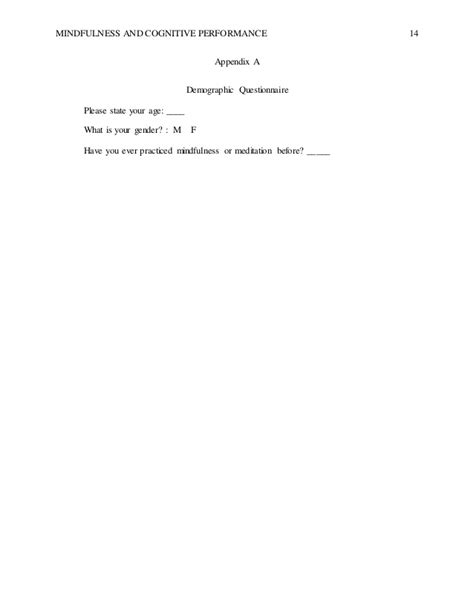 MINDFULNESS AND COGNITIVE PERFORMANCE 14
Appendix A
Demographic Questionnaire
Please state your age: ____
What is your gender? : M F
Have you ever practiced mindfulness or meditation before? _____